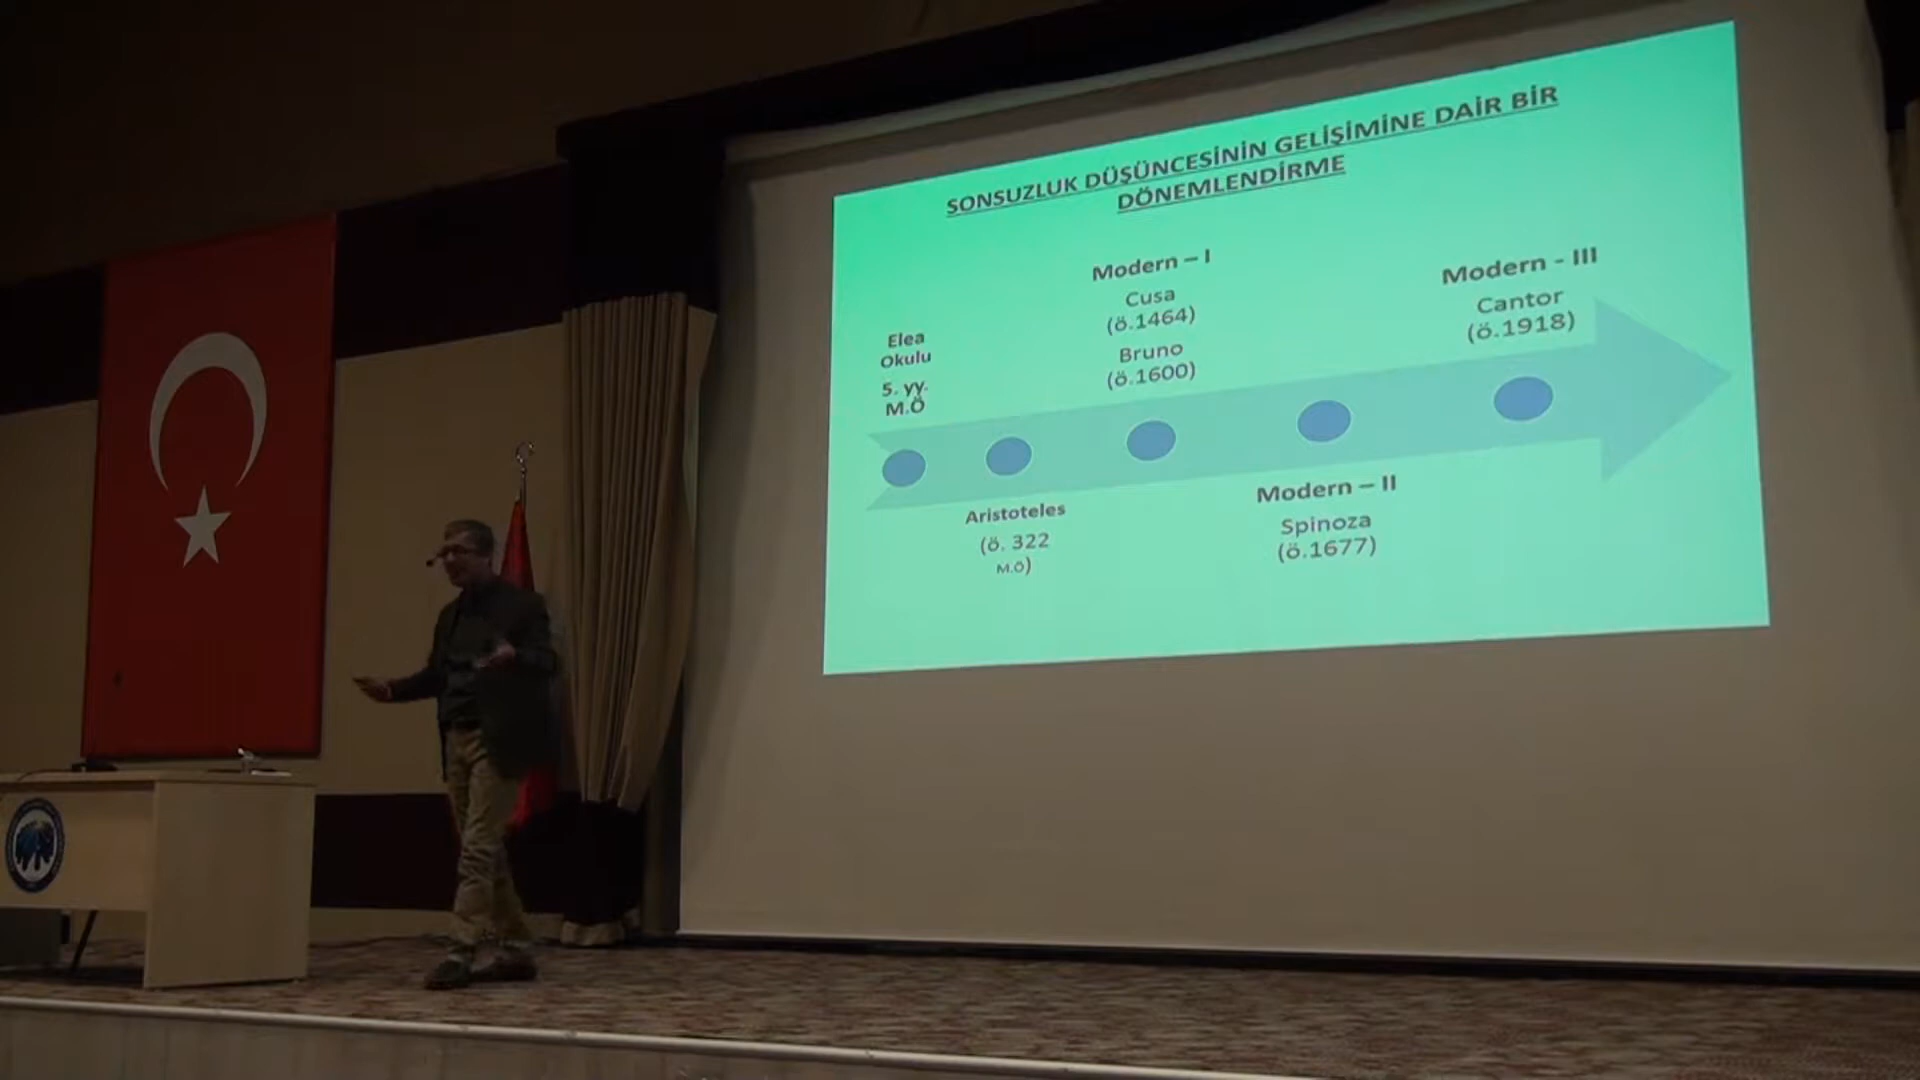 SONSUZLUK DÜŞÜNCESİNİN GELİŞİMİNE DAİR BİR
DÖNEMLENDİRME
Elea
Okulu
5. yy.
M.Ö
Aristoteles
(ö. 322
M.Ö)
Modern – I
Cusa
(ö.1464)
Bruno
(ö.1600)
Modern – II
Spinoza
(ö.1677)
Modern - III
Cantor
(ö.1918)